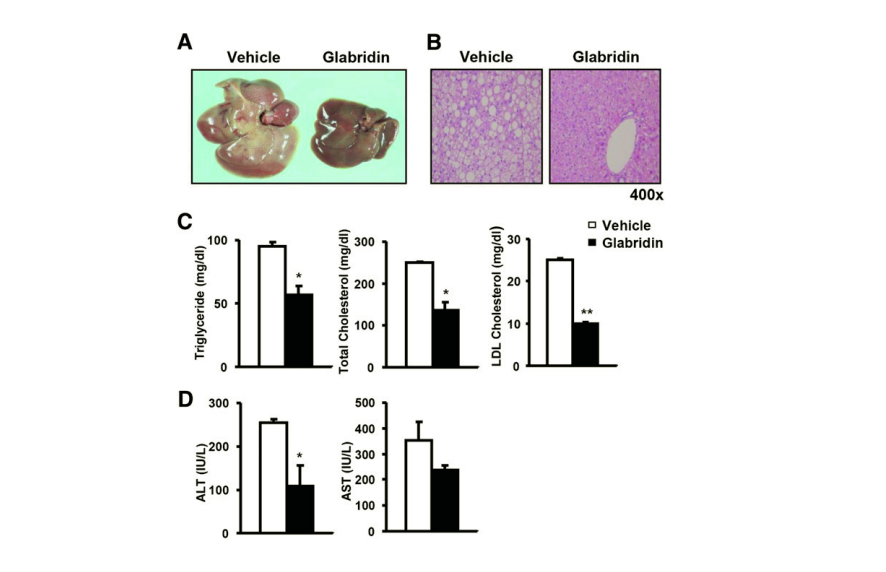 A
Vehicle Glabridin
B
Vehicle Glabridin
400x
C
Vehicle
Glabridin
Triglyceride (mg/dl)
100
50
0
*
Total Cholesterol (mg/dl)
300
200
100
0
*
LDL Cholesterol (mg/dl)
30
20
10
0
**
D
ALT (IU/L)
300
200
100
0
*
AST (IU/L)
500
400
300
200
100
0